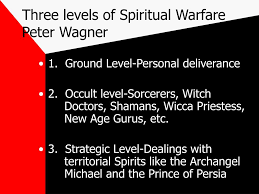 Three levels of Spiritual Warfare
Peter Wagner
• 1. Ground Level-Personal deliverance
• 2. Occult level-Sorcerers, Witch
Doctors, Shamans, Wicca Priestess,
New Age Gurus, etc.
• 3. Strategic Level-Dealings with
territorial Spirits like the Archangel
Michael and the Prince of Persia